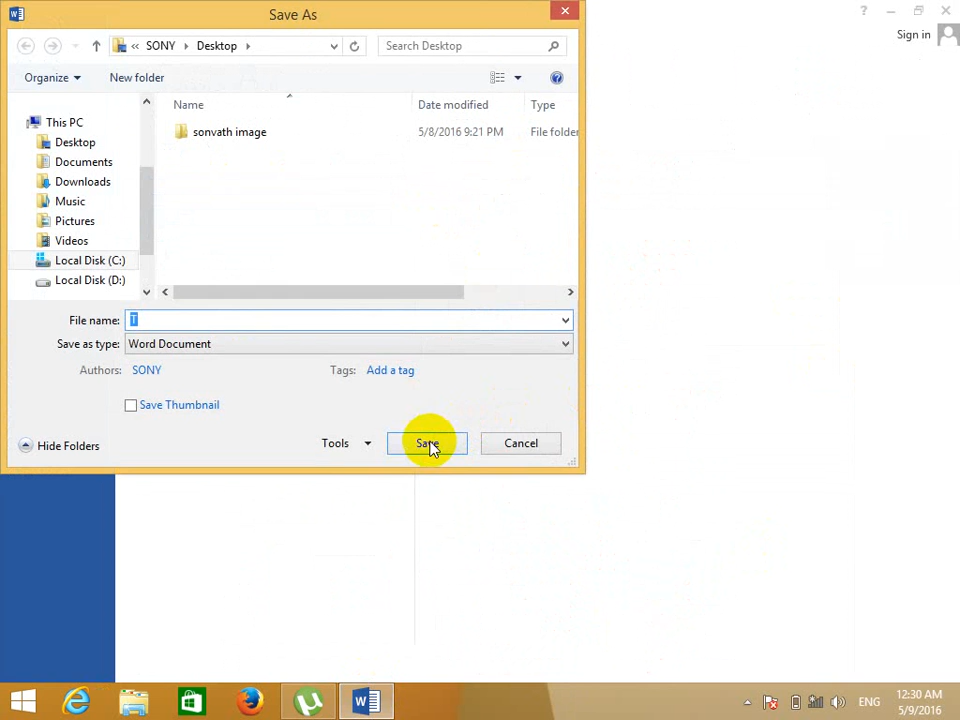 Save As
?
Sign in
« SONY Desktop
Search Desktop
Organize New folder
?
Name Date modified Type
This PC
Desktop
Documents
Downloads
Music
Pictures
Videos
Local Disk (C:)
Local Disk (D:)
sonvath image 5/8/2016 9:21 PM File folder
File name: T
Save as type: Word Document
Authors: SONY Tags: Add a tag
Save Thumbnail
Hide Folders Tools Save Cancel
ENG 12:30 AM
5/9/2016